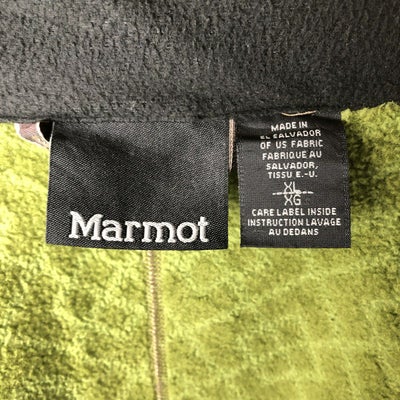 Marmot
MADE IN
EL SALVADOR
OF US FABRIC
FABRIQUE AU
SALVADOR,
TISSU E.-U.
XL
XG
CARE LABEL INSIDE
INSTRUCTION LAVAGE
AU DEDANS